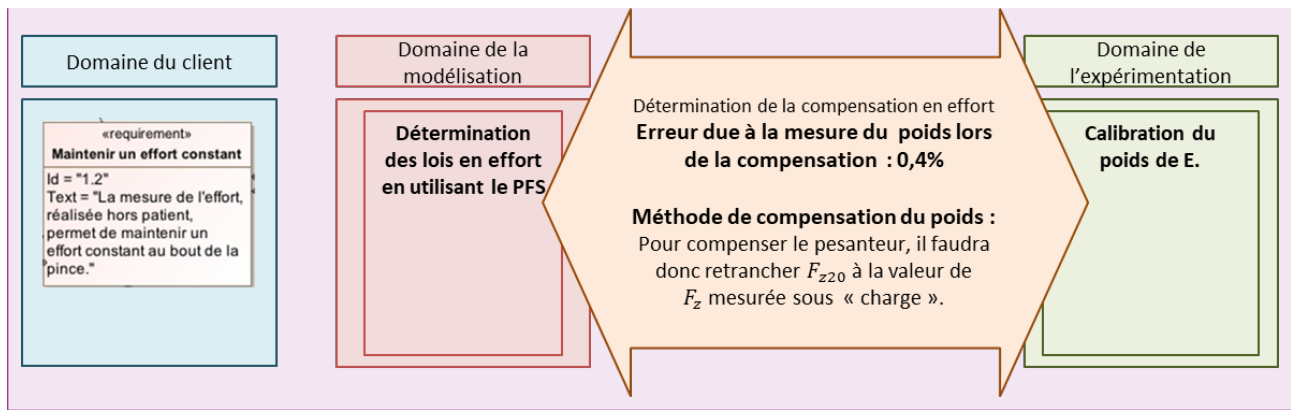 Domaine du client
«requirement»
Maintenir un effort constant
Id = "1.2"
Text = "La mesure de l'effort,
réalisée hors patient,
permet de maintenir un
effort constant au bout de la
pince."
Domaine de la
modélisation
Détermination
des lois en effort
en utilisant le PFS
Détermination de la compensation en effort
Erreur due à la mesure du poids lors
de la compensation : 0,4%
Méthode de compensation du poids :
Pour compenser le pesanteur, il faudra
donc retrancher F_{z20} à la valeur de
F_z mesurée sous « charge ».
Domaine de
l'expérimentation
Calibration du
poids de E.